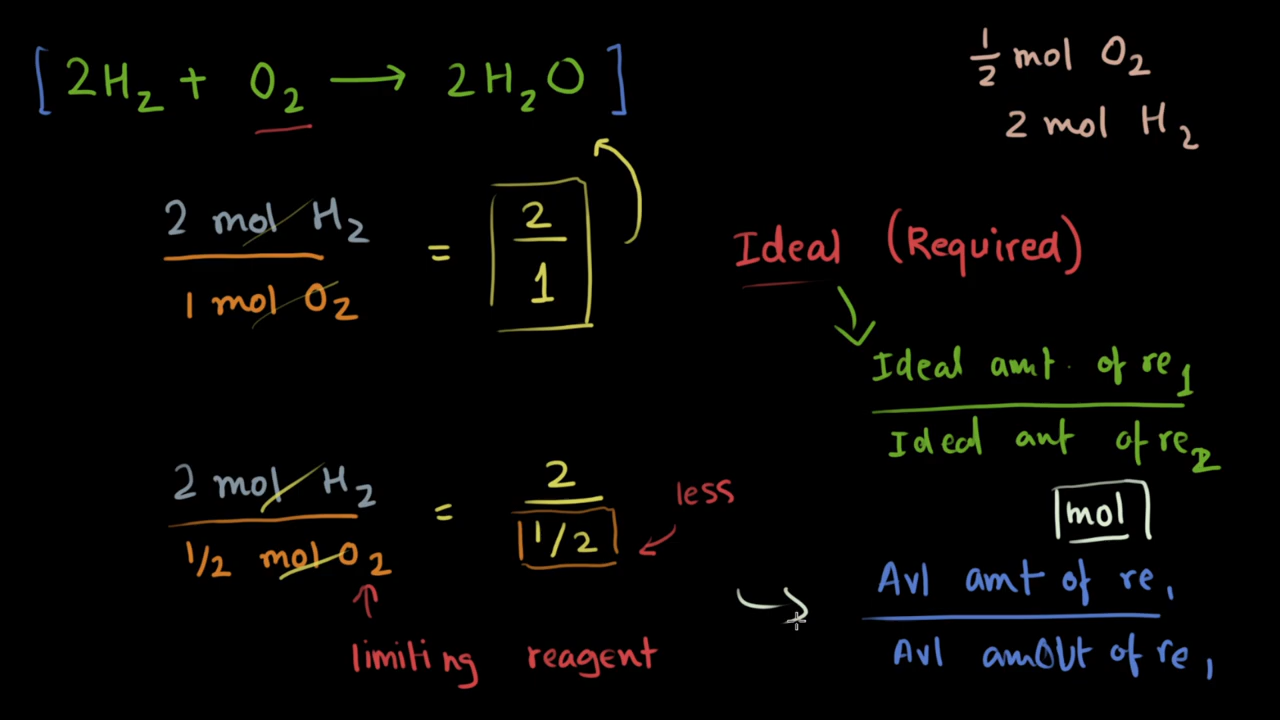 [ 2H₂ + O₂ → 2H₂O ]
1/2 mol O₂
2 mol H₂
2 mol H₂
1 mol O₂
= 2/1
Ideal (Required)
Ideal amt. of re₁
Ideal amt of re₂
2 mol H₂
1/2 mol O₂
= 2
1/2
less
limiting reagent
mol
Avl amt of re₁
Avl amout of re₁